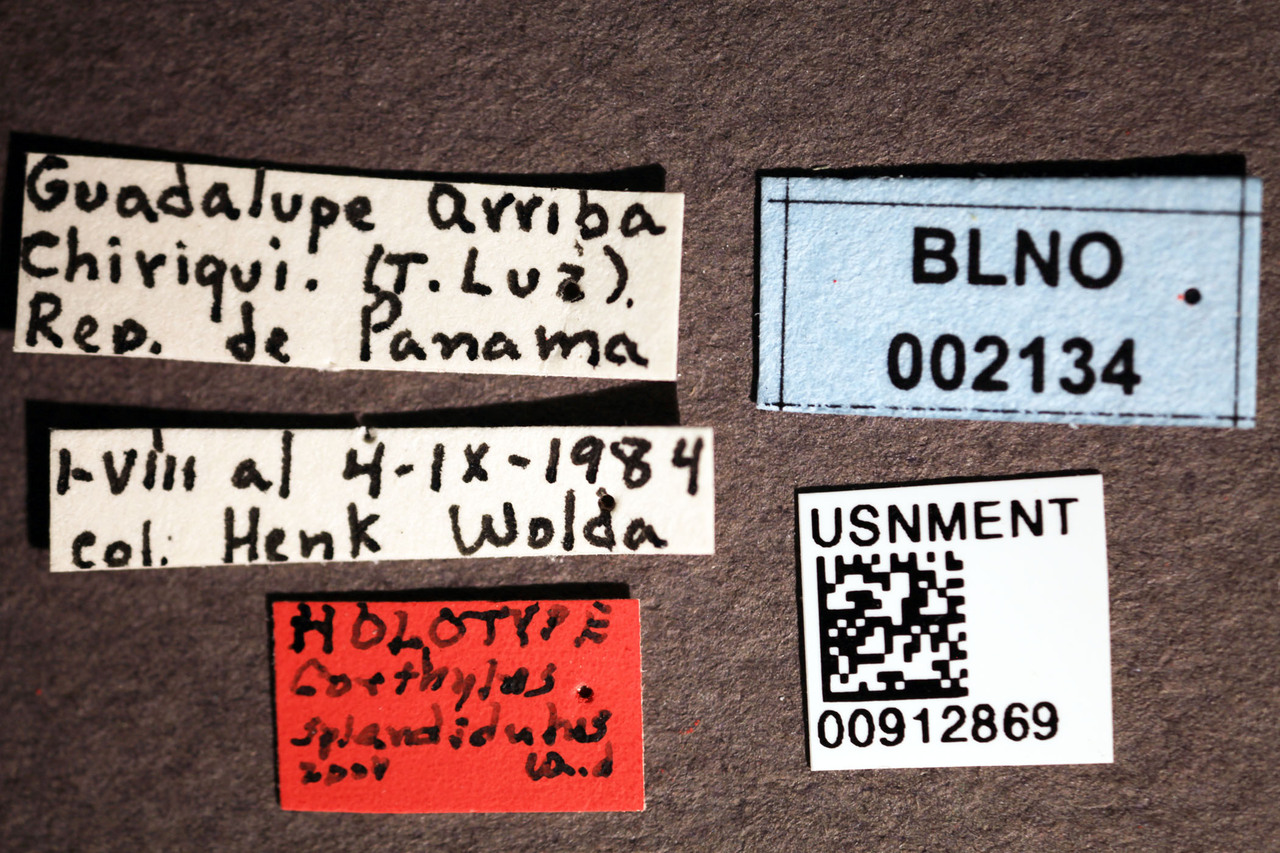 Guadalupe Arriba
Chiriqui. (T. Luz).
Rep. de Panama
1-VIII al 4-IX-1984
col. Henk Wolda
HOLOTYPE
splendidulus
BLNO
002134
USNMENT
00912869